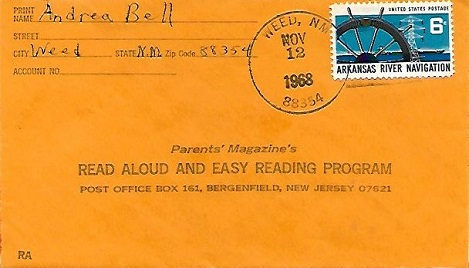 PRINT
NAME Andrea Bell
STREET
CITY Weed STATE N.M. Zip Code 88354
ACCOUNT NO.
WEED, NM
NOV
12
1968
88354
UNITED STATES POSTAGE
6¢
ARKANSAS RIVER NAVIGATION
Parents' Magazine's
READ ALOUD AND EASY READING PROGRAM
POST OFFICE BOX 161, BERGENFIELD, NEW JERSEY 07621
RA